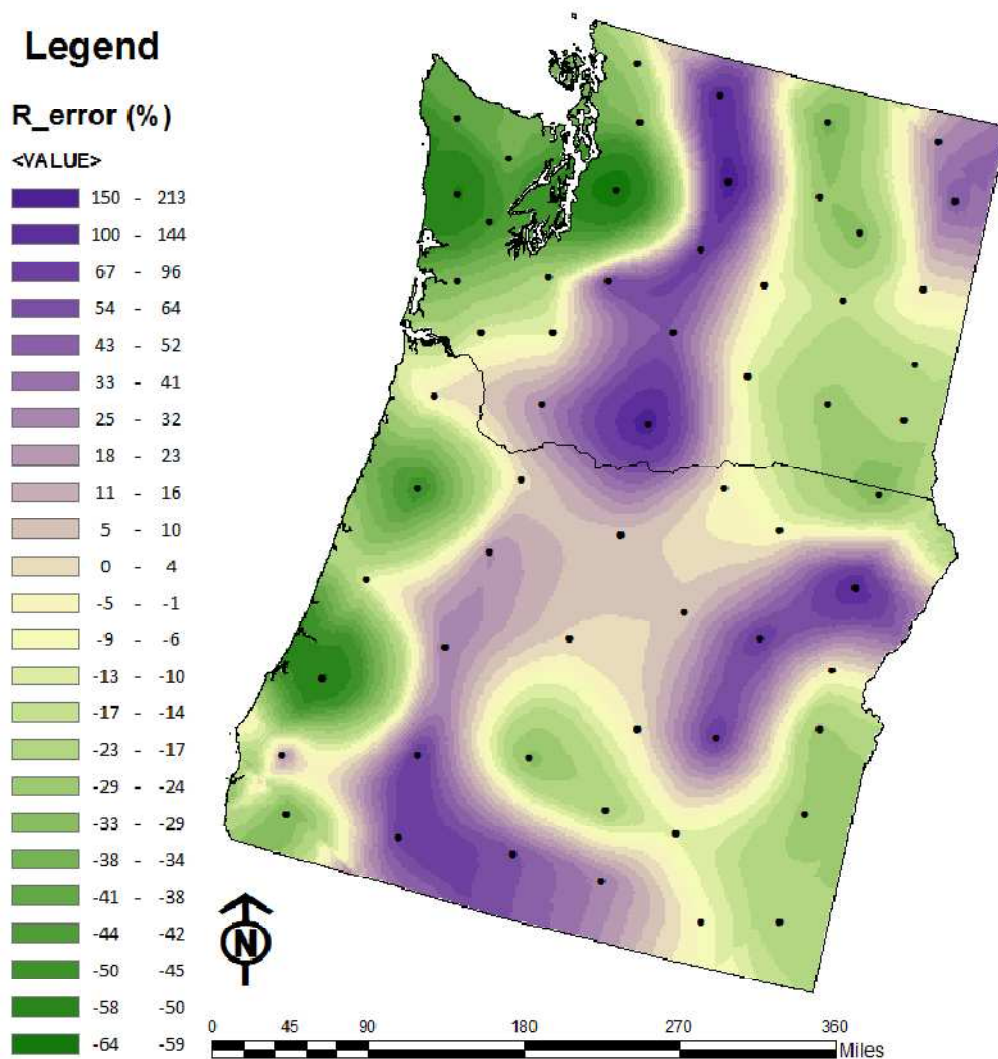 Legend
R_error (%)
<VALUE>
150 - 213
100 - 144
67 - 96
54 - 64
43 - 52
33 - 41
25 - 32
18 - 23
11 - 16
5 - 10
0 - 4
-5 - -1
-9 - -6
-13 - -10
-17 - -14
-23 - -17
-29 - -24
-33 - -29
-38 - -34
-41 - -38
-44 - -42
-50 - -45
-58 - -50
-64 - -59
N
0 45 90 180 270 360
Miles